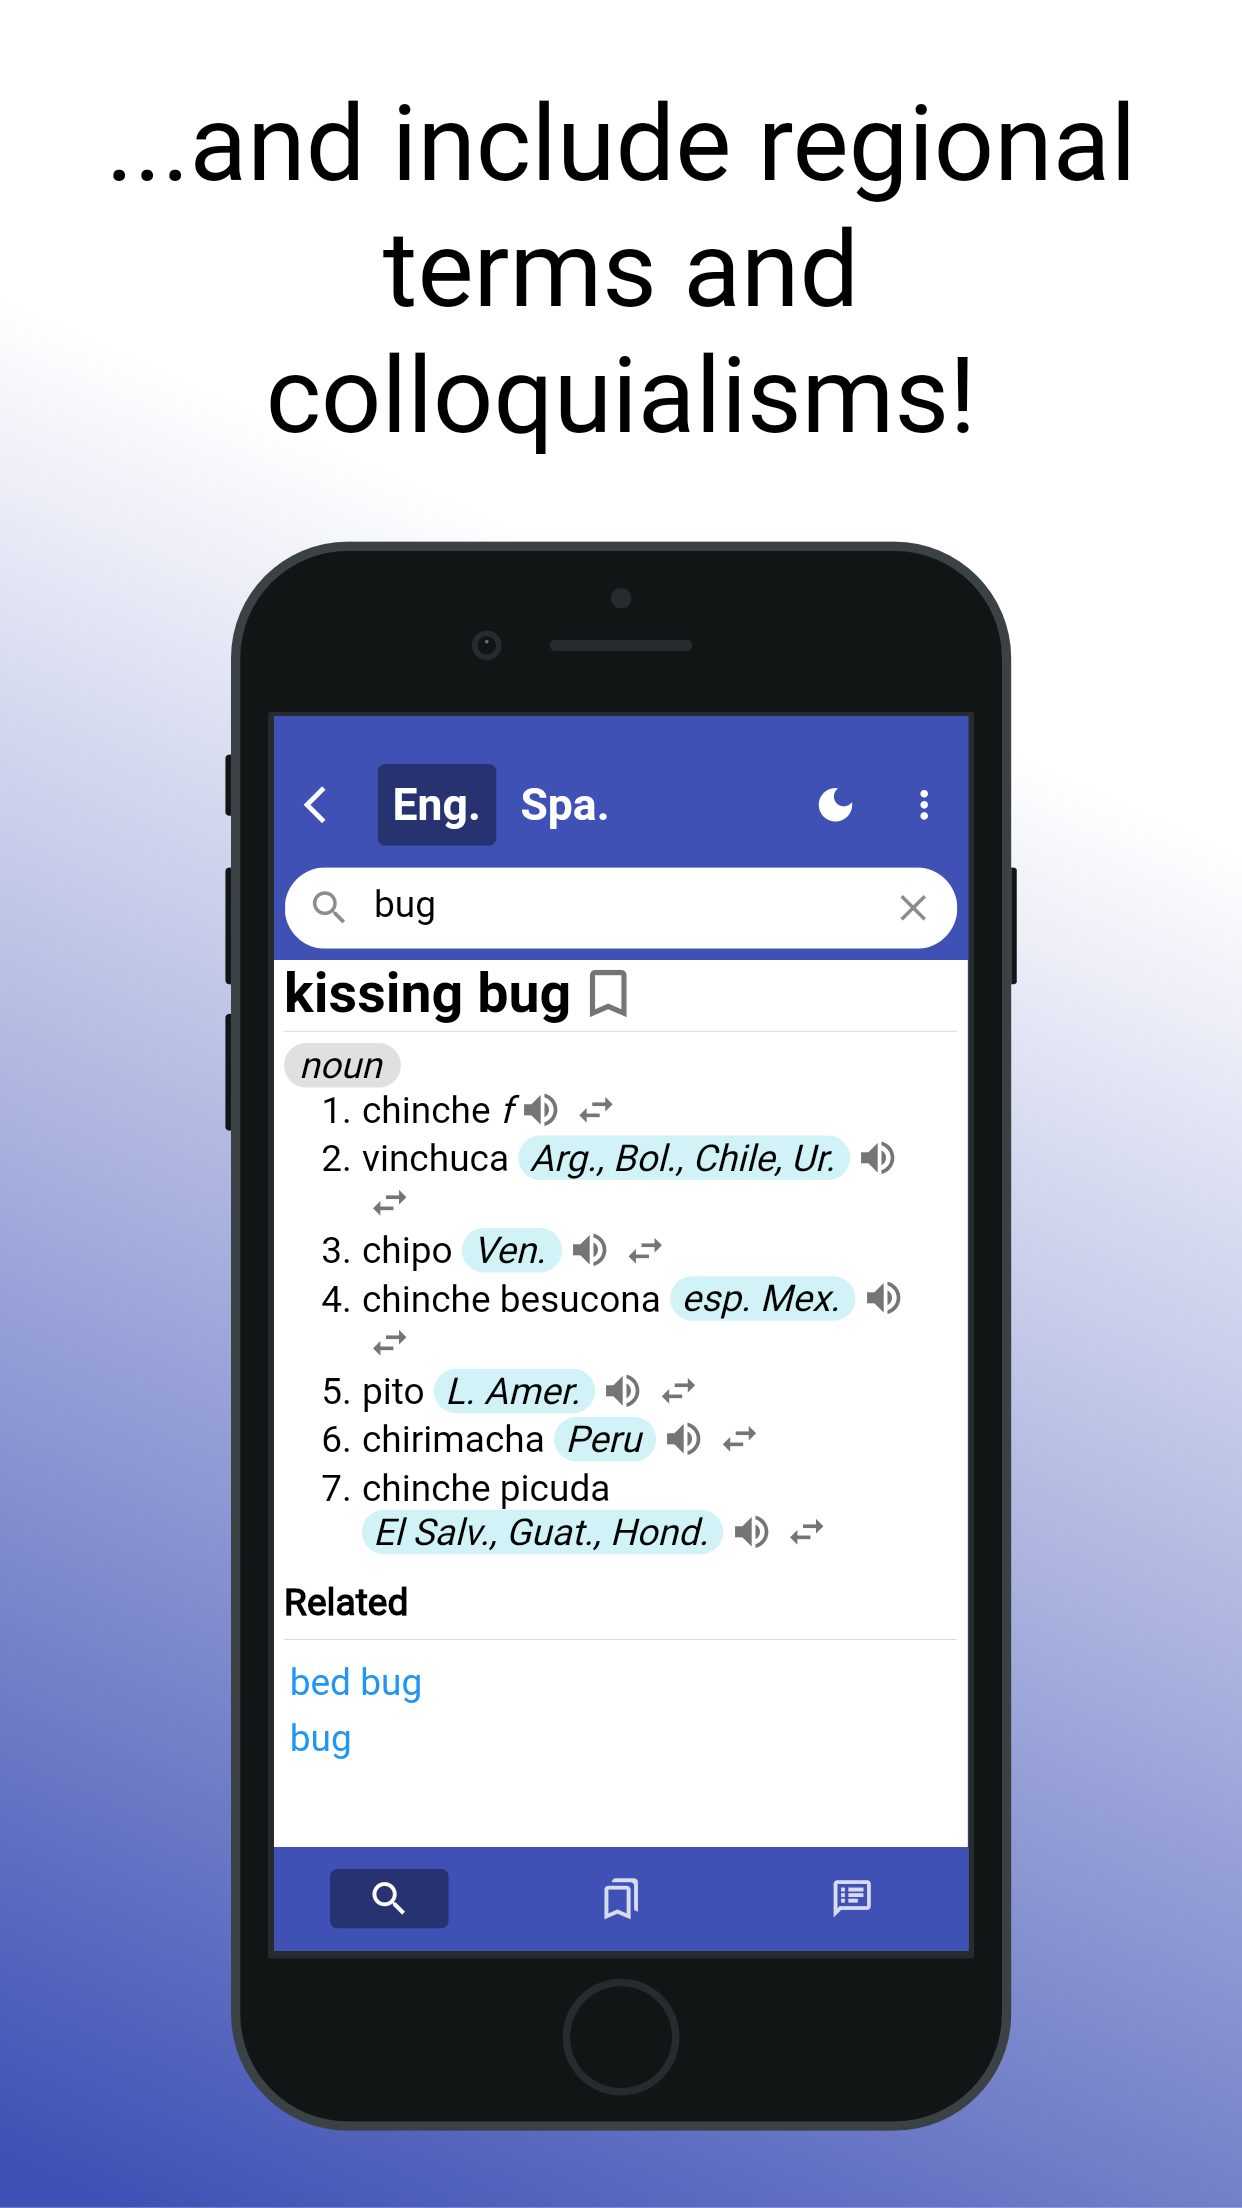 ...and include regional
terms and
colloquialisms!
Eng. Spa.
bug
kissing bug
noun
1. chinche f
2. vinchuca Arg., Bol., Chile, Ur.
3. chipo Ven.
4. chinche besucona esp. Mex.
5. pito L. Amer.
6. chirimacha Peru
7. chinche picuda
El Salv., Guat., Hond.
Related
bed bug
bug